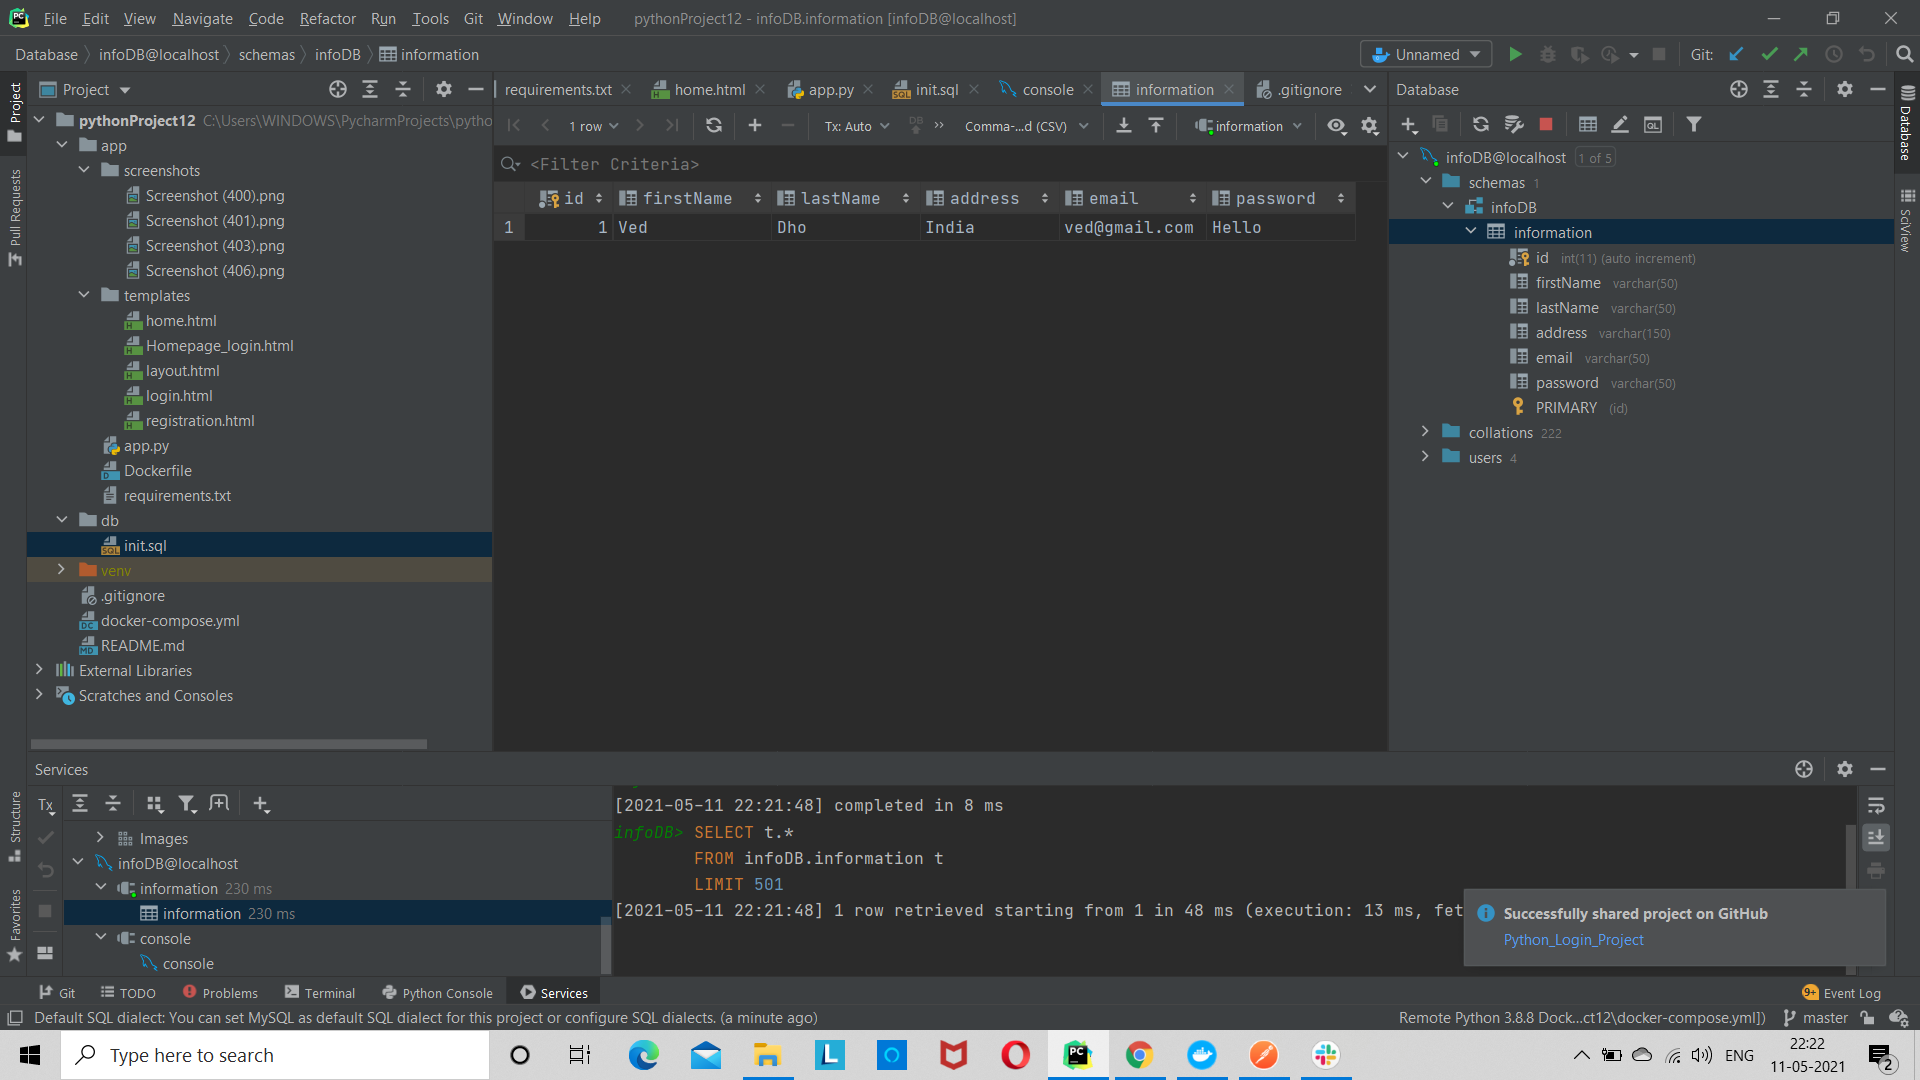 File Edit View Navigate Code Refactor Run Tools Git Window Help pythonProject12 - infoDB.information [infoDB@localhost]
Database infoDB@localhost schemas infoDB information Unnamed Git:
Project
requirements.txt home.html app.py init.sql console information .gitignore
Database
1 row Tx: Auto DB Comma-...d (CSV) information
<Filter Criteria>
id firstName lastName address email password
1 1 Ved Dho India ved@gmail.com Hello
pythonProject12 C:\Users\WINDOWS\PycharmProjects\pytho
app
screenshots
Screenshot (400).png
Screenshot (401).png
Screenshot (403).png
Screenshot (406).png
templates
home.html
Homepage_login.html
layout.html
login.html
registration.html
app.py
Dockerfile
requirements.txt
db
init.sql
venv
.gitignore
docker-compose.yml
README.md
External Libraries
Scratches and Consoles
infoDB@localhost 1 of 5
schemas 1
infoDB
information
id int(11) (auto increment)
firstName varchar(50)
lastName varchar(50)
address varchar(150)
email varchar(50)
password varchar(50)
PRIMARY (id)
collations 222
users 4
Project
Pull Requests
Structure
Favorites
Database
SciView
Services
Tx
Images
infoDB@localhost
information 230 ms
information 230 ms
console
console
[2021-05-11 22:21:48] completed in 8 ms
infoDB> SELECT t.*
FROM infoDB.information t
LIMIT 501
[2021-05-11 22:21:48] 1 row retrieved starting from 1 in 48 ms (execution: 13 ms, fet
Successfully shared project on GitHub
Python_Login_Project
Git TODO Problems Terminal Python Console Services 9+ Event Log
Default SQL dialect: You can set MySQL as default SQL dialect for this project or configure SQL dialects. (a minute ago) Remote Python 3.8.8 Dock...ct12\docker-compose.yml]) master
Type here to search
ENG
22:22
11-05-2021
2